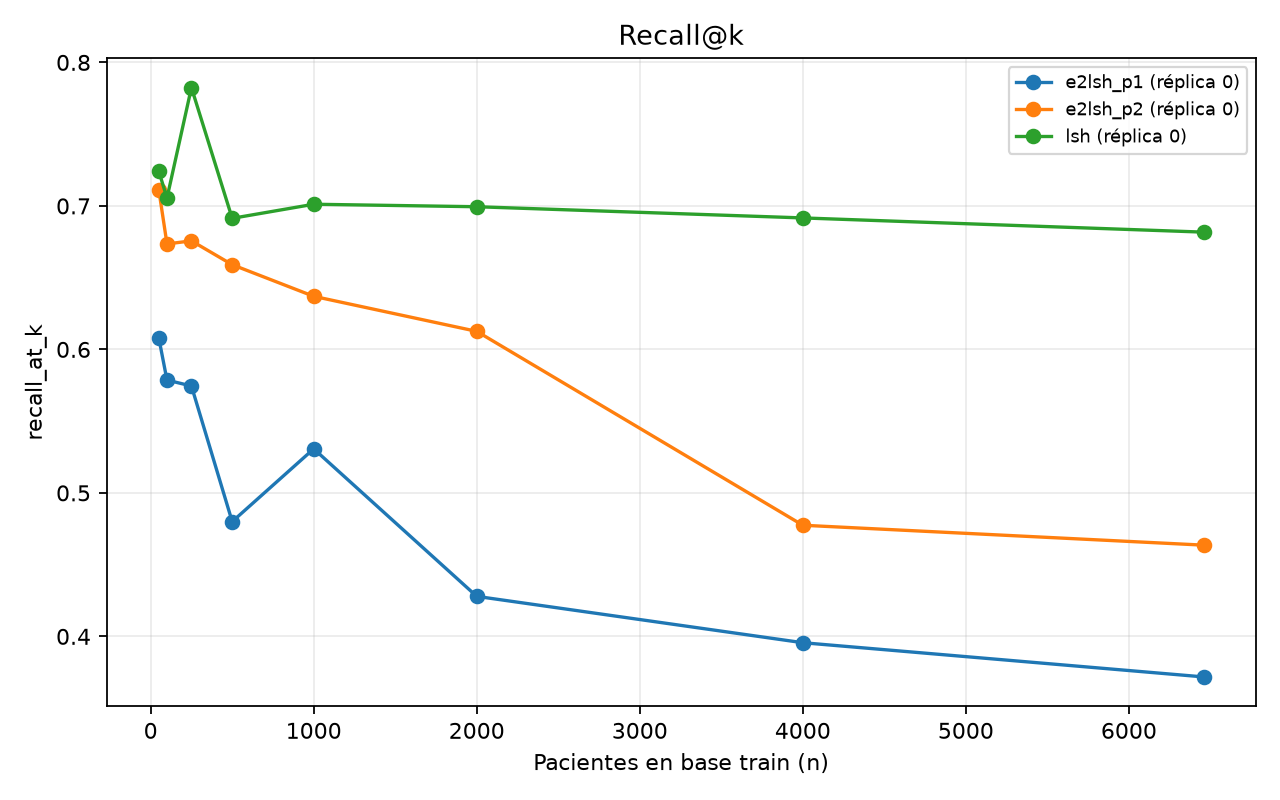 Recall@k
e2lsh_p1 (réplica 0)
e2lsh_p2 (réplica 0)
lsh (réplica 0)
recall_at_k
0.8
0.7
0.6
0.5
0.4
0 1000 2000 3000 4000 5000 6000
Pacientes en base train (n)